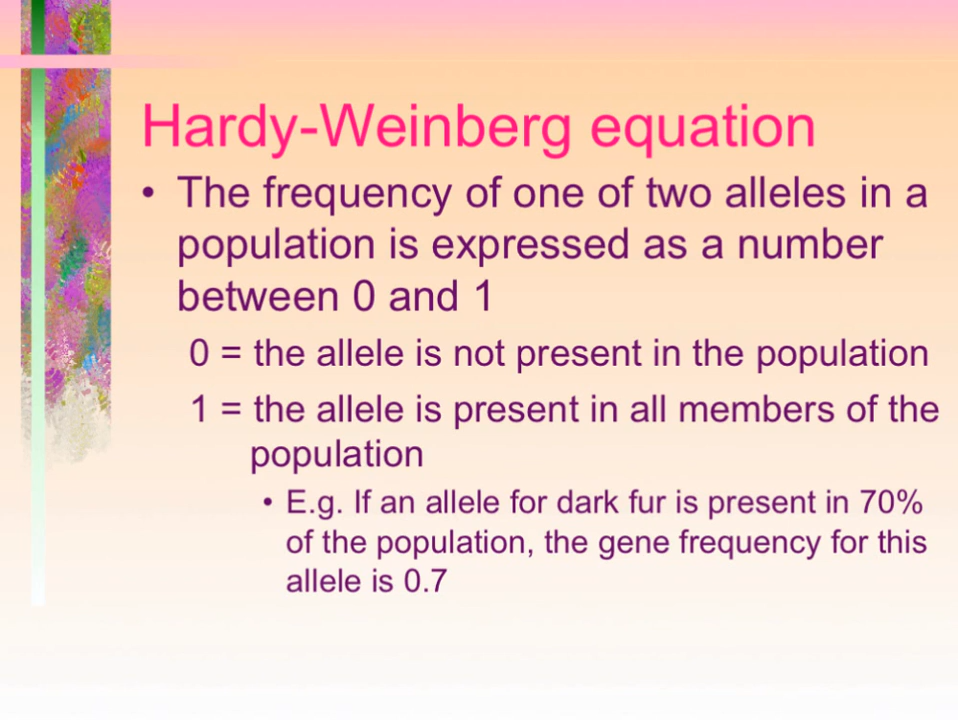 Hardy-Weinberg equation
• The frequency of one of two alleles in a
population is expressed as a number
between 0 and 1
0 = the allele is not present in the population
1 = the allele is present in all members of the
population
• E.g. If an allele for dark fur is present in 70%
of the population, the gene frequency for this
allele is 0.7